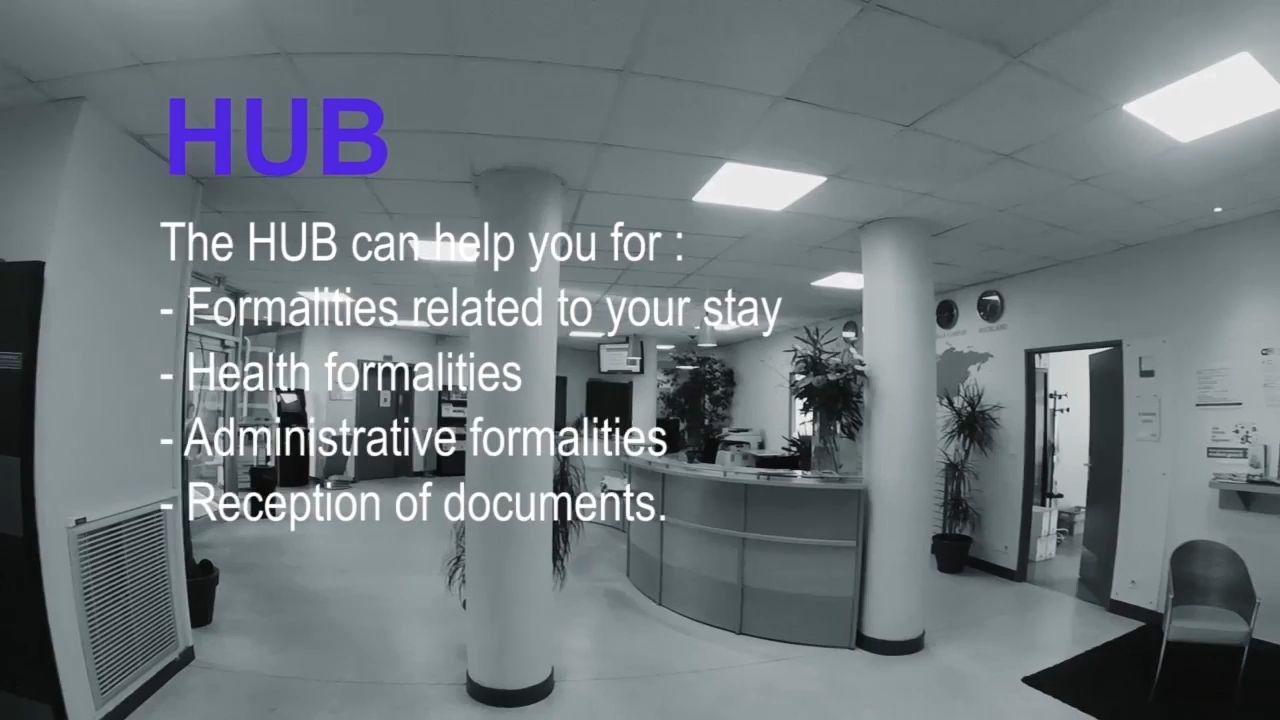 HUB
The HUB can help you for :
- Formalities related to your stay
- Health formalities
- Administrative formalities
- Reception of documents.
AUCKLAND